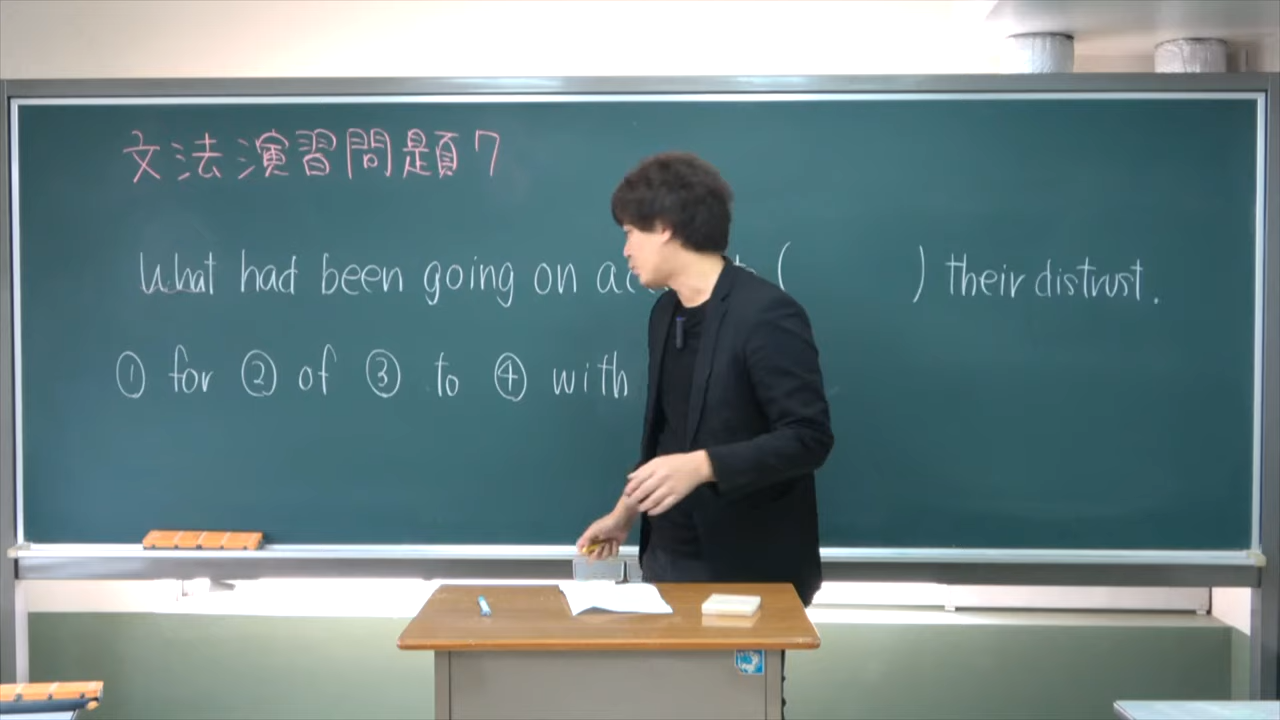 文法演習問題7
What had been going on ( ) their distrust.
① for ② of ③ to ④ with